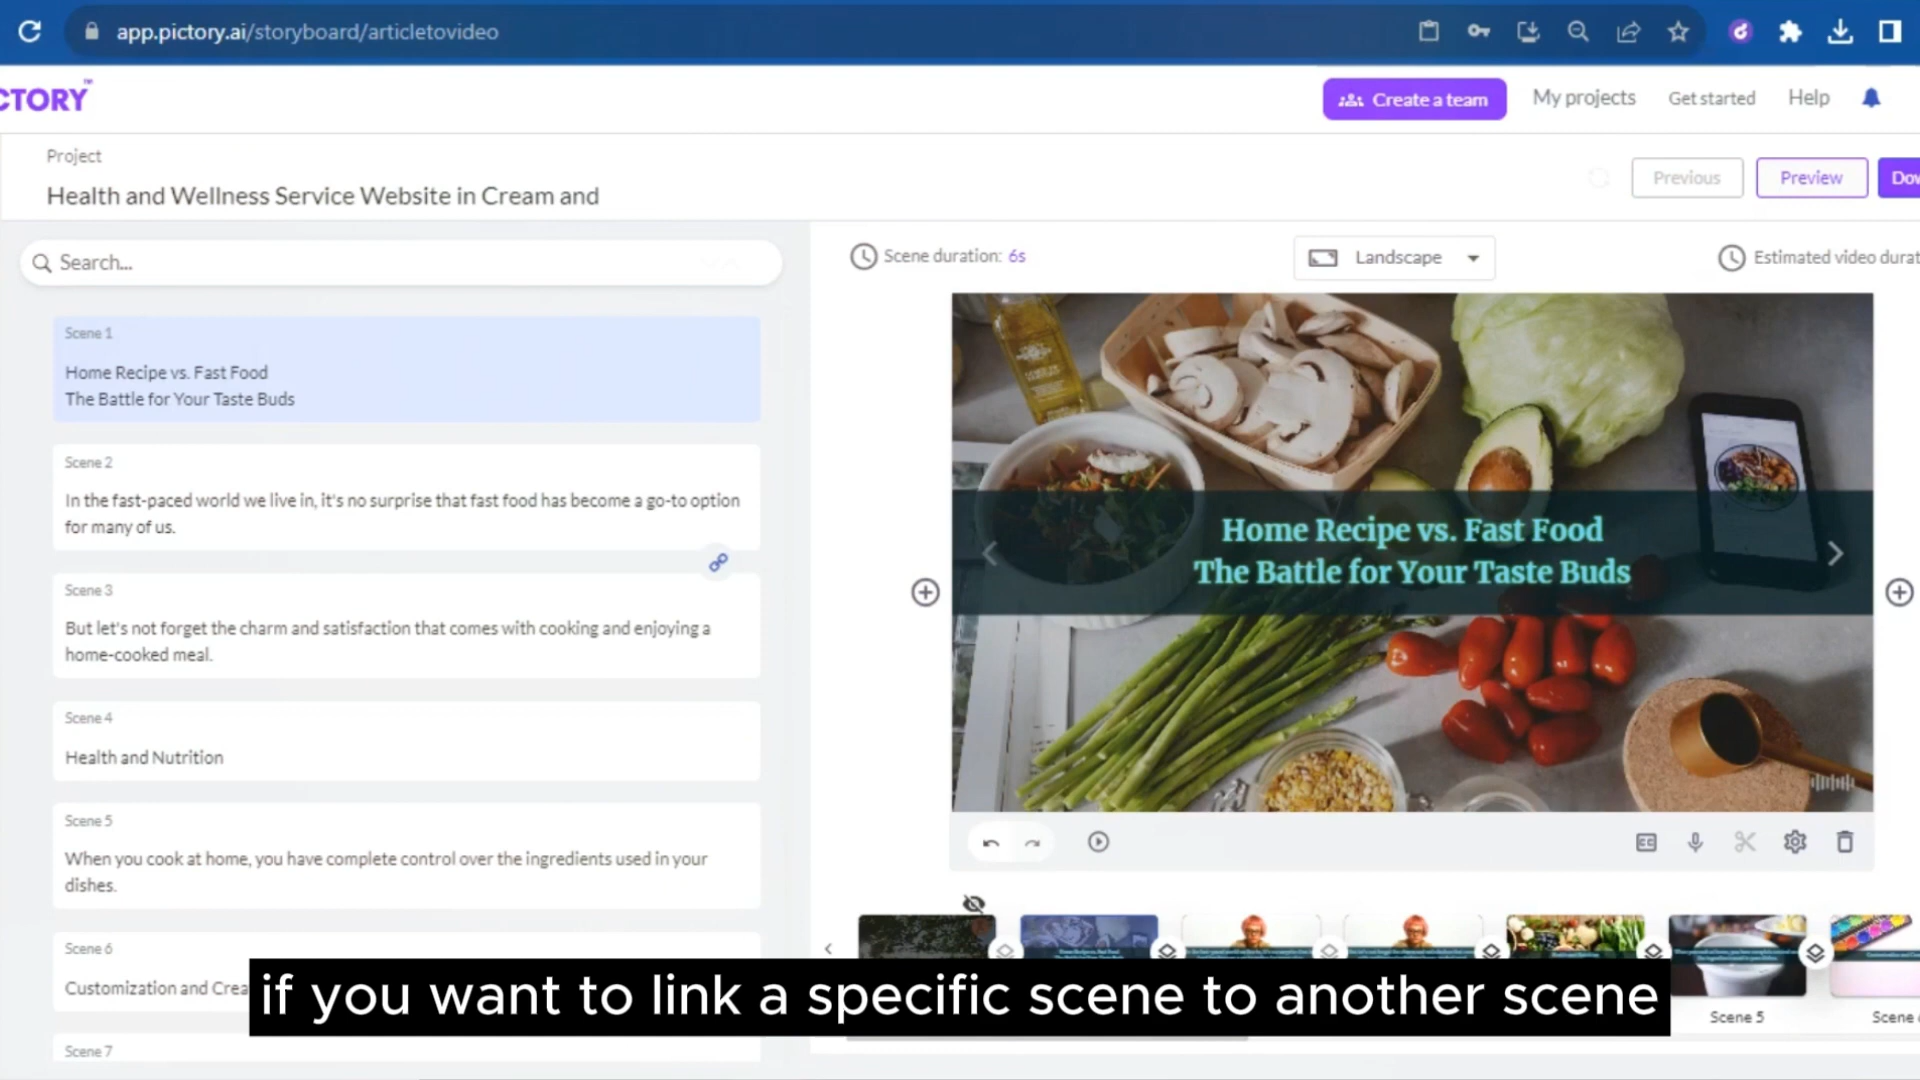 app.pictory.ai/storyboard/articletovideo
CTORY™
Create a team
My projects
Get started
Help
Project
Health and Wellness Service Website in Cream and
Previous
Preview
Dow
Search...
Scene duration: 6s
Landscape
Estimated video durat
Scene 1
Home Recipe vs. Fast Food
The Battle for Your Taste Buds
Scene 2
In the fast-paced world we live in, it's no surprise that fast food has become a go-to option
for many of us.
Scene 3
But let's not forget the charm and satisfaction that comes with cooking and enjoying a
home-cooked meal.
Scene 4
Health and Nutrition
Scene 5
When you cook at home, you have complete control over the ingredients used in your
dishes.
Scene 6
Customization and Crea
Scene 7
Home Recipe vs. Fast Food
The Battle for Your Taste Buds
CC
Scene 5
Scene
if you want to link a specific scene to another scene